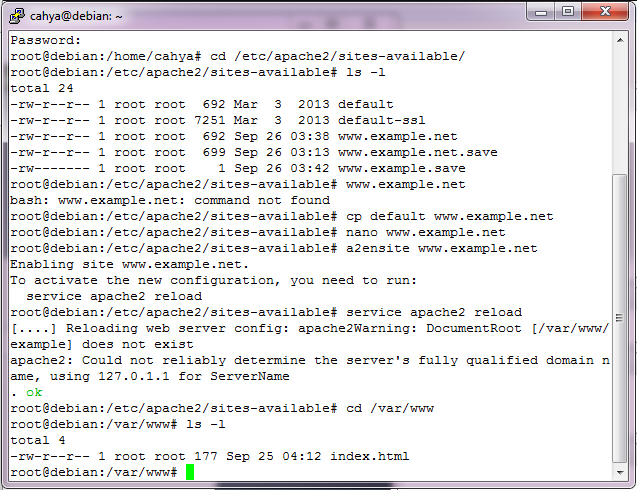 cahya@debian: ~
Password:
root@debian:/home/cahya# cd /etc/apache2/sites-available/
root@debian:/etc/apache2/sites-available# ls -l
total 24
-rw-r--r-- 1 root root  692 Mar  3  2013 default
-rw-r--r-- 1 root root 7251 Mar  3  2013 default-ssl
-rw-r--r-- 1 root root  692 Sep 26 03:38 www.example.net
-rw-r--r-- 1 root root  699 Sep 26 03:13 www.example.net.save
-rw------- 1 root root    1 Sep 26 03:42 www.example.save
root@debian:/etc/apache2/sites-available# www.example.net
bash: www.example.net: command not found
root@debian:/etc/apache2/sites-available# cp default www.example.net
root@debian:/etc/apache2/sites-available# nano www.example.net
root@debian:/etc/apache2/sites-available# a2ensite www.example.net
Enabling site www.example.net.
To activate the new configuration, you need to run:
  service apache2 reload
root@debian:/etc/apache2/sites-available# service apache2 reload
[....] Reloading web server config: apache2Warning: DocumentRoot [/var/www/
example] does not exist
apache2: Could not reliably determine the server's fully qualified domain n
ame, using 127.0.1.1 for ServerName
. ok
root@debian:/etc/apache2/sites-available# cd /var/www
root@debian:/var/www# ls -l
total 4
-rw-r--r-- 1 root root 177 Sep 25 04:12 index.html
root@debian:/var/www#